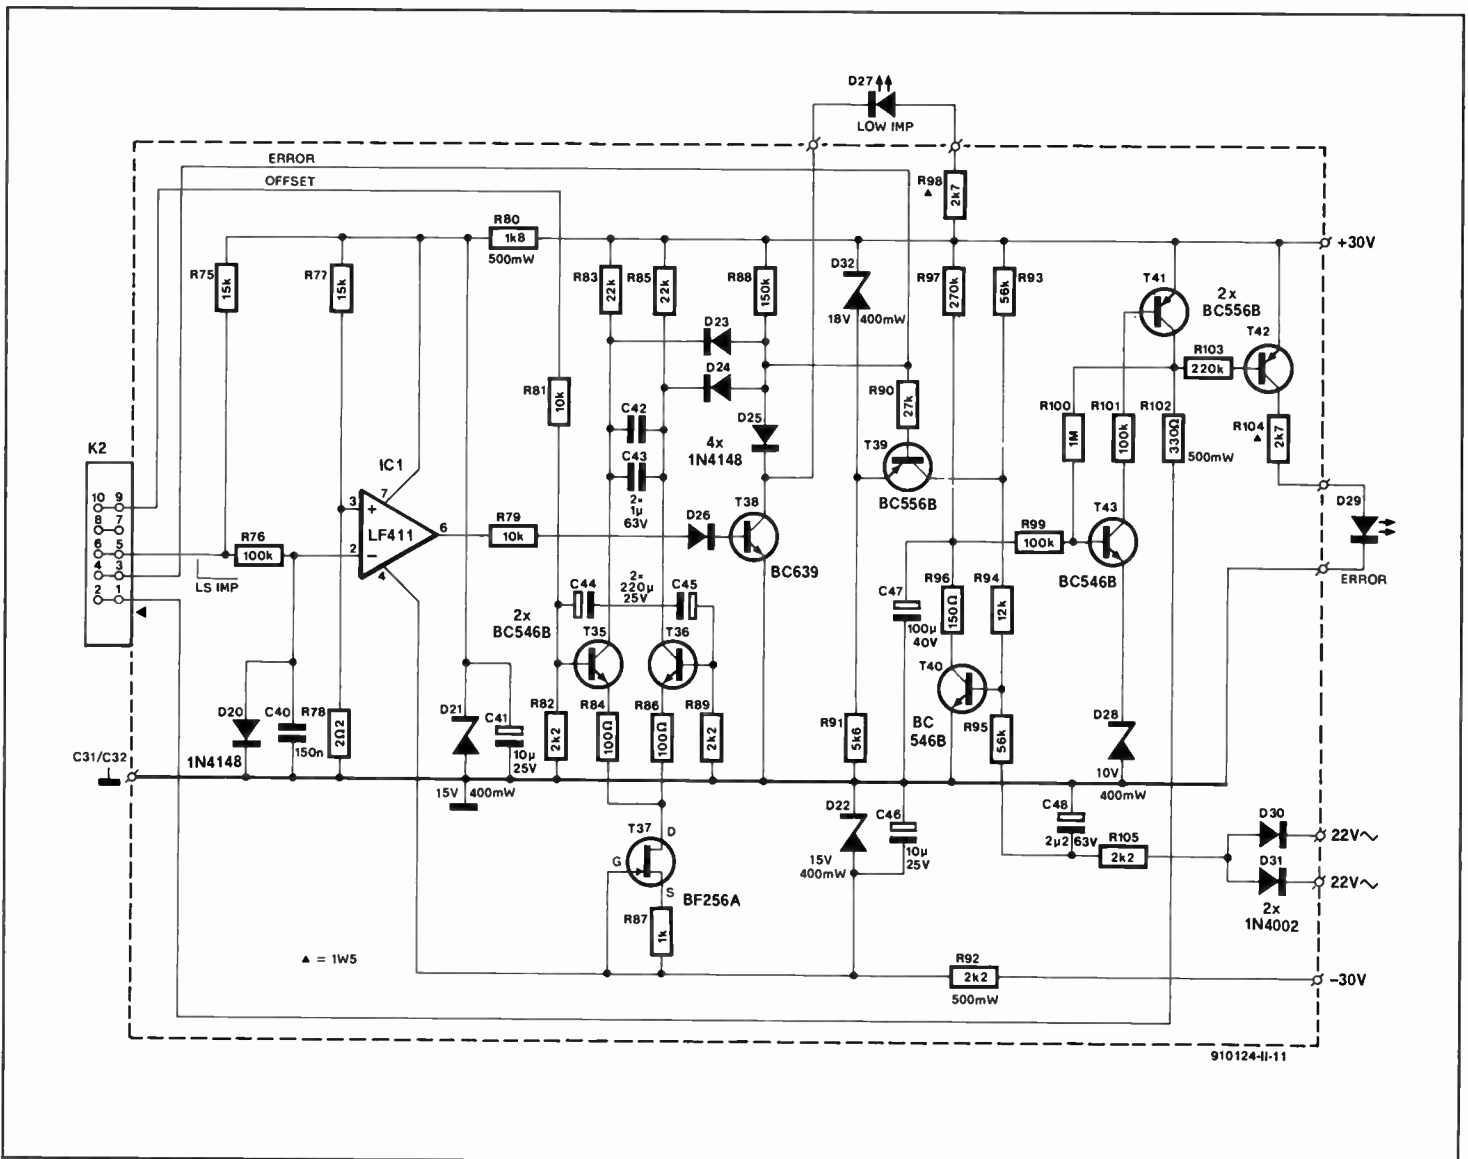 D27
LOW IMP
ERROR
OFFSET
R98
▲
2k7
R80
1k8
500mW
+30V
R75
15k
R77
15k
R83
22k
R85
22k
R88
150k
D32
18V 400mW
R97
270k
R93
56k
T41
2x
BC556B
T42
D23
D24
R103
220k
R81
10k
R90
27k
C42
C43
2x
1µ
63V
4x
1N4148
D25
T39
BC556B
R100
1M
R101
100k
R102
330Ω
500mW
R104
▲
2k7
K2
10 9
8 7
6 5
4 3
2 1
IC1
7
3
+
LF411
6
2
−
4
R76
100k
LS IMP
R79
10k
D26
T38
BC639
R99
100k
T43
BC546B
D29
ERROR
C44
2x
220µ
25V
C45
2x
BC546B
T35
T36
C47
100µ
40V
R96
150Ω
R94
12k
T40
BC
546B
D20
1N4148
C40
150n
R78
2Ω2
D21
15V 400mW
C41
10µ
25V
R82
2k2
R84
100Ω
R86
100Ω
R89
2k2
R91
5k6
R95
56k
D28
10V
400mW
C31/C32
T37
D
G
S
BF256A
R87
1k
D22
15V
400mW
C46
10µ
25V
C48
2µ2 63V
R105
2k2
D30
D31
2x
1N4002
22V~
22V~
▲ = 1W5
R92
2k2
500mW
−30V
910124-II-11